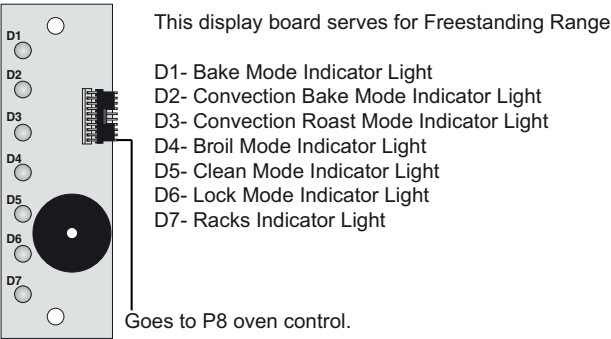 This display board serves for Freestanding Range
D1
D2
D3
D4
D5
D6
D7
D1- Bake Mode Indicator Light
D2- Convection Bake Mode Indicator Light
D3- Convection Roast Mode Indicator Light
D4- Broil Mode Indicator Light
D5- Clean Mode Indicator Light
D6- Lock Mode Indicator Light
D7- Racks Indicator Light
Goes to P8 oven control.